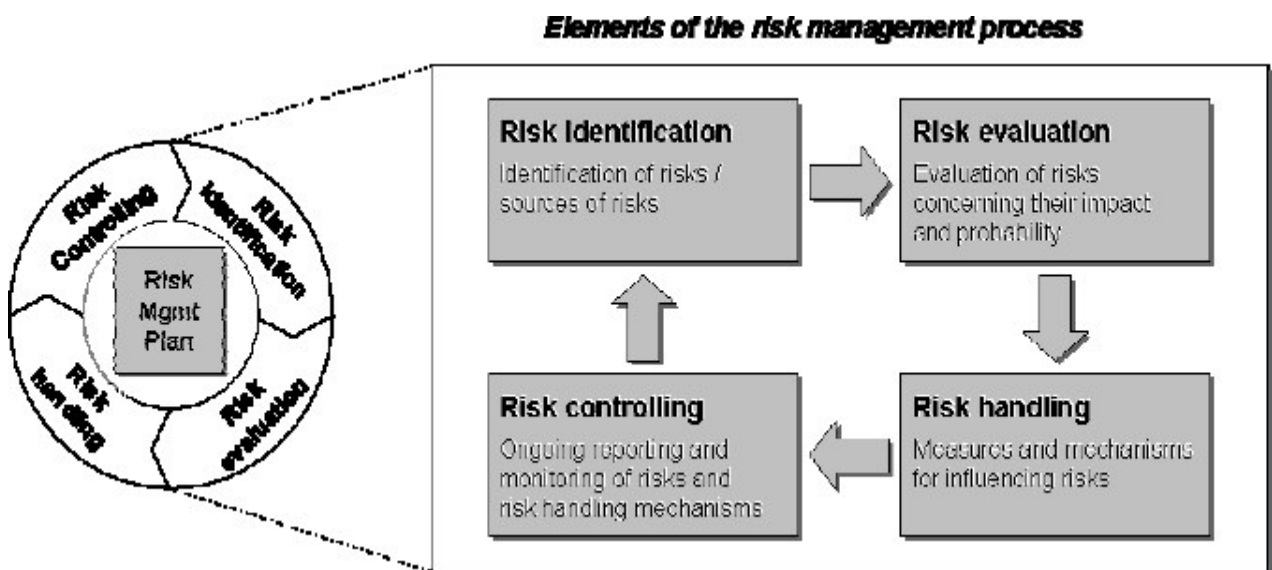 Elements of the risk management process
Risk identification
Identification of risks /
sources of risks
Risk evaluation
Evaluation of risks
concerning their impact
and probability
Risk controlling
Ongoing reporting and
monitoring of risks and
risk handling mechanisms
Risk handling
Measures and mechanisms
for influencing risks
Risk
Controlling
Risk
Identification
Risk
Mgmt
Plan
Risk
handling
Risk
evaluation